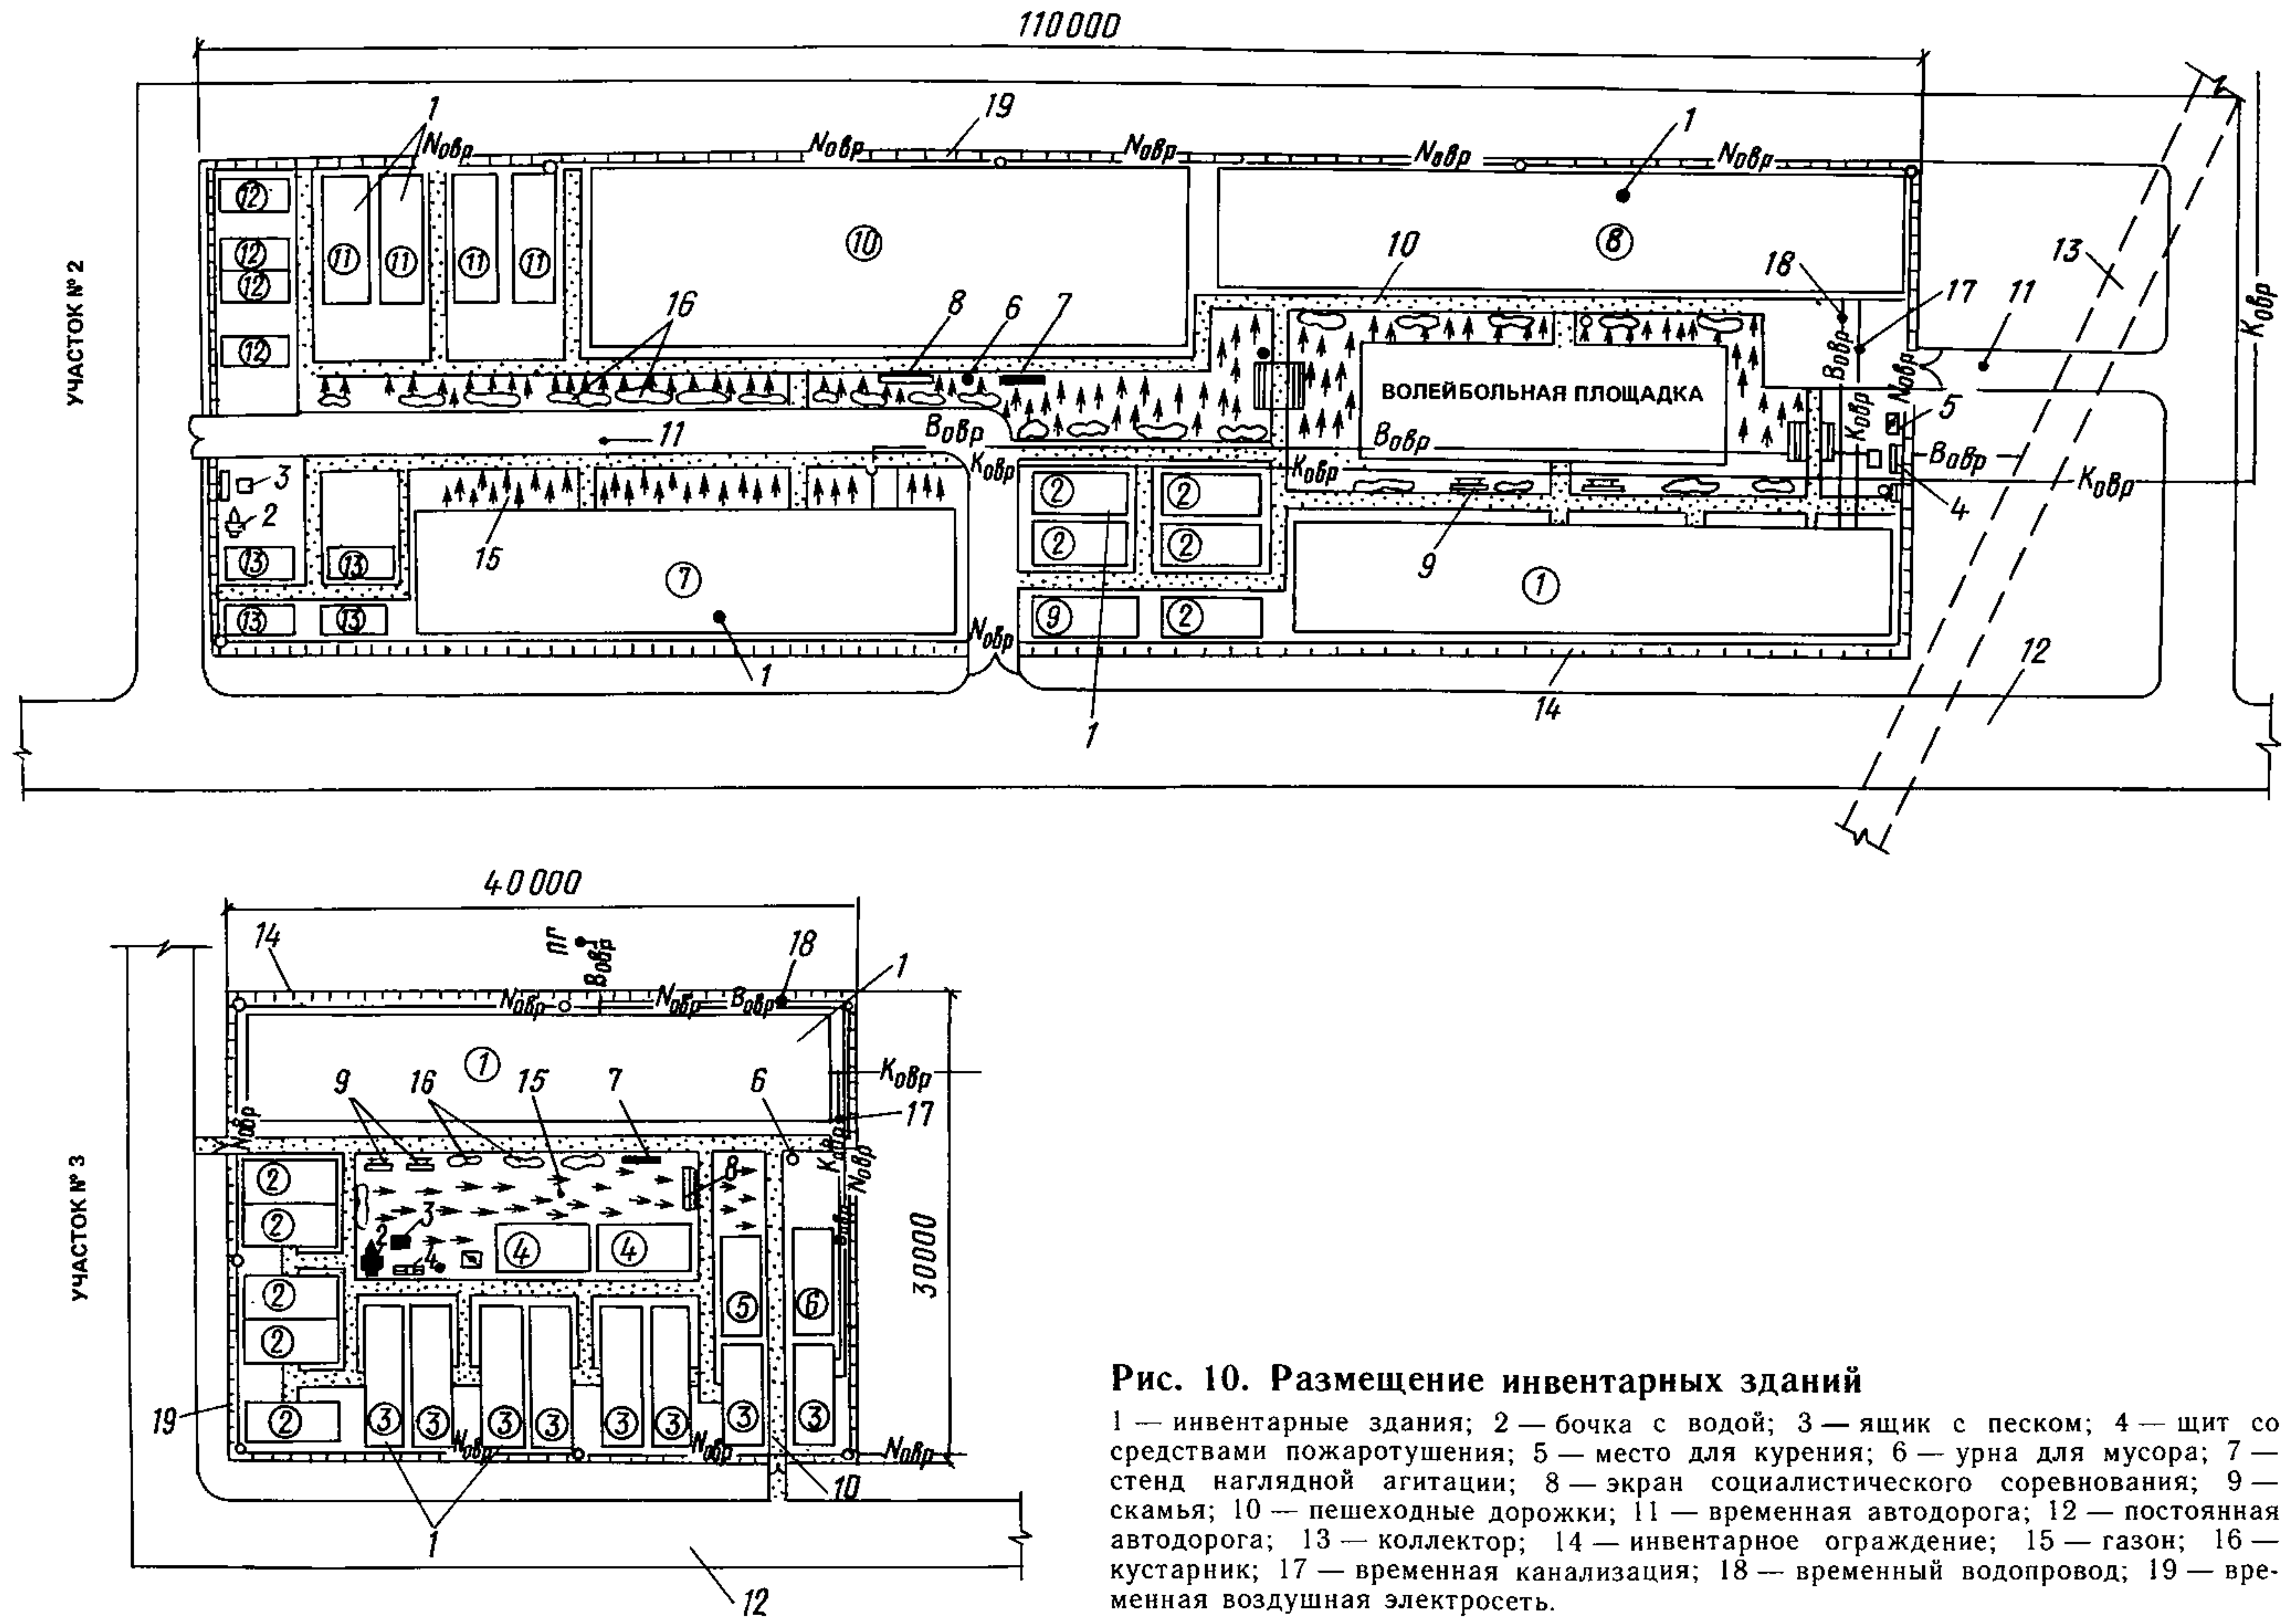 110000
1
19
1
Nовр
Nовр
Nовр
Nовр
Nовр
12
12
12
12
11
11
11
11
10
8
УЧАСТОК № 2
16
8
6
7
10
18
13
17
11
Ковр
Вовр
Nовр
ВОЛЕЙБОЛЬНАЯ ПЛОЩАДКА
Ковр
5
11
Вовр
Вовр
Вовр
Ковр
Ковр
Ковр
3
2
4
15
9
2
2
2
2
13
13
13
13
7
1
9
2
Nовр
1
1
14
12
40000
14
ПГ
Вовр
18
1
Nовр
Nовр
Вовр
1
Ковр
9
16
15
7
6
17
Nовр
Ковр
Nовр
УЧАСТОК № 3
2
2
8
3
2
4
4
4
Nовр
30000
2
2
5
6
2
3
3
3
3
3
3
3
3
19
Nовр
Nовр
Nовр
1
10
12
Рис. 10. Размещение инвентарных зданий
1 — инвентарные здания; 2 — бочка с водой; 3 — ящик с песком; 4 — щит со
средствами пожаротушения; 5 — место для курения; 6 — урна для мусора; 7 —
стенд наглядной агитации; 8 — экран социалистического соревнования; 9 —
скамья; 10 — пешеходные дорожки; 11 — временная автодорога; 12 — постоянная
автодорога; 13 — коллектор; 14 — инвентарное ограждение; 15 — газон; 16 —
кустарник; 17 — временная канализация; 18 — временный водопровод; 19 — вре-
менная воздушная электросеть.